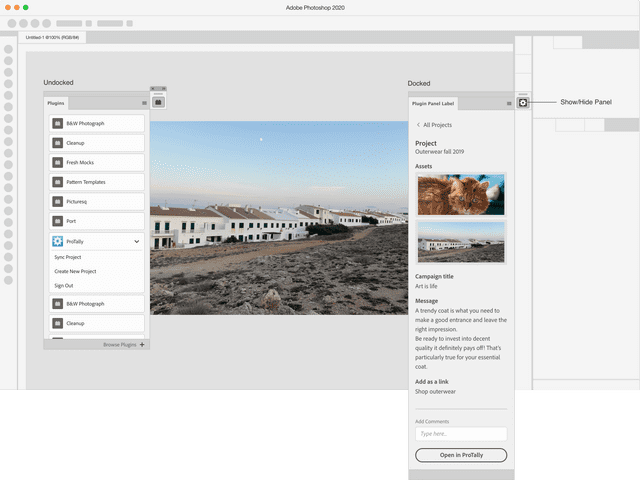 Adobe Photoshop 2020
Untitled-1 @100% (RGB/8#)
Undocked
Plugins
B&W Photograph
Cleanup
Fresh Mocks
Pattern Templates
Picturesq
Port
ProTally
Sync Project
Create New Project
Sign Out
B&W Photograph
Cleanup
Browse Plugins +
Docked
Plugin Panel Label
Show/Hide Panel
< All Projects
Project
Outerwear fall 2019
Assets
Campaign title
Art is life
Message
A trendy coat is what you need to
make a good entrance and leave the
right impression.
Be ready to invest into decent
quality it definitely pays off! That's
particularly true for your essential
coat.
Add as a link
Shop outerwear
Add Comments
Type here..
Open in ProTally